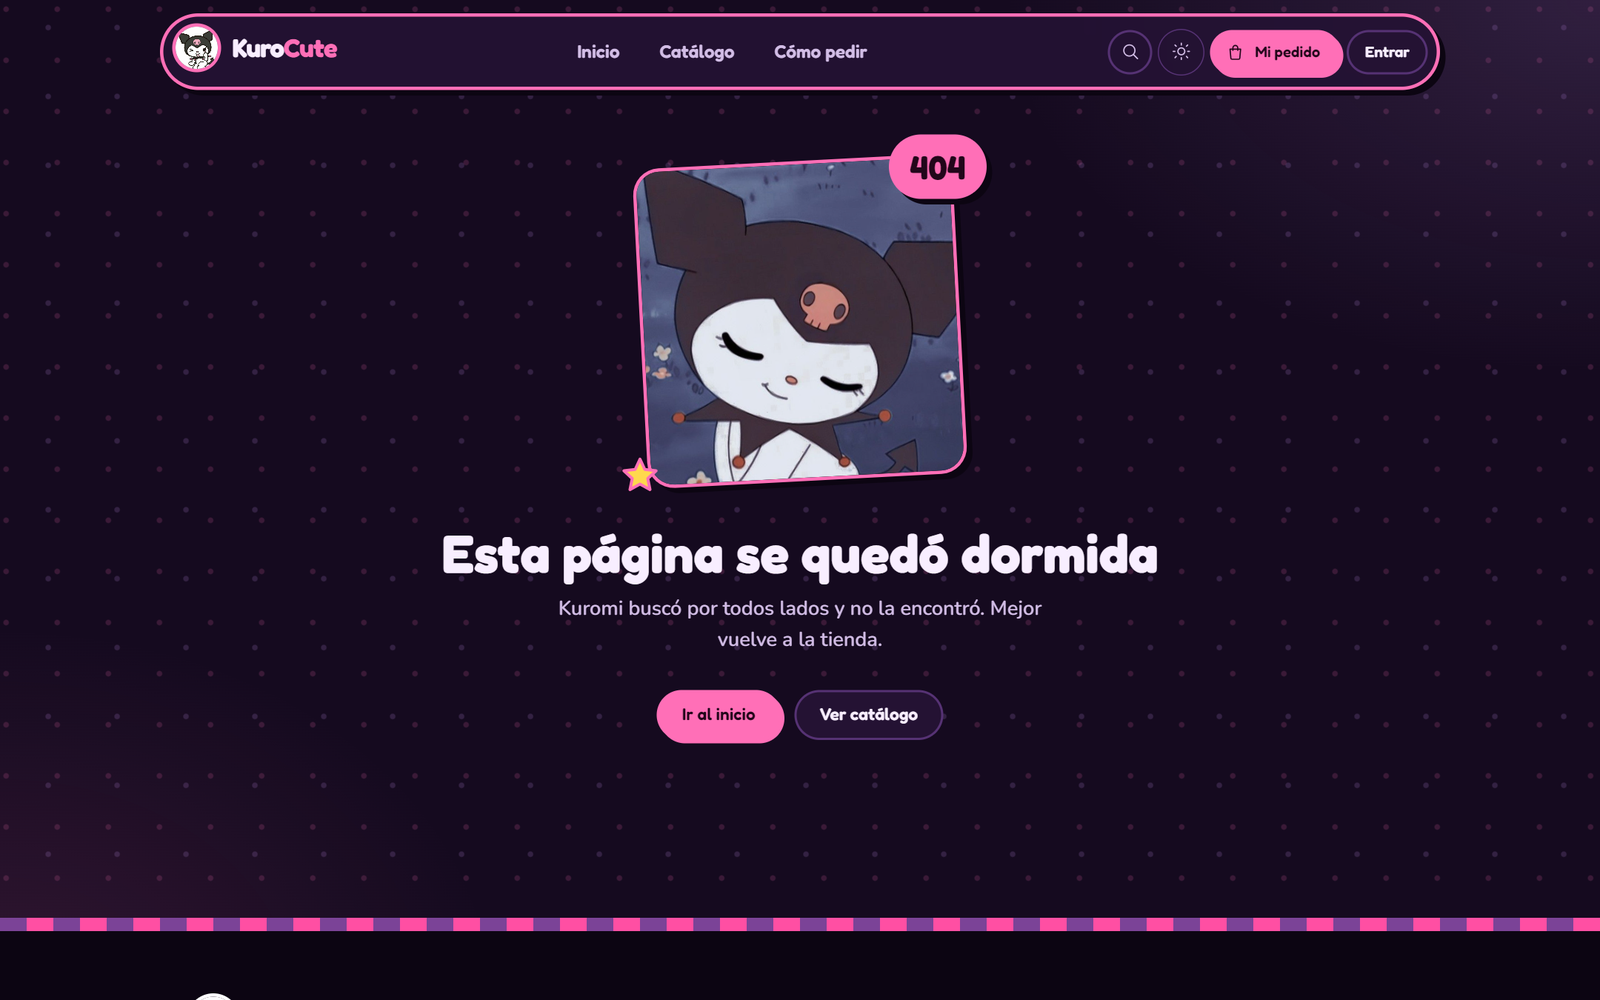 KuroCute
Inicio
Catálogo
Cómo pedir
Mi pedido
Entrar
404
Esta página se quedó dormida
Kuromi buscó por todos lados y no la encontró. Mejor
vuelve a la tienda.
Ir al inicio
Ver catálogo